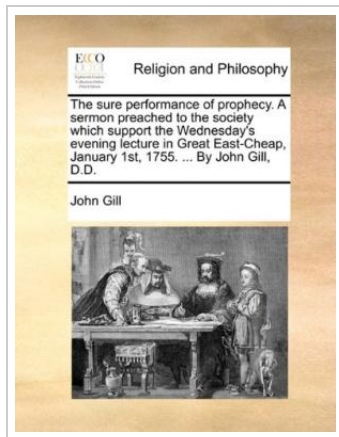 ECCO
Religion and Philosophy
The sure performance of prophecy. A
sermon preached to the society
which support the Wednesday's
evening lecture in Great East-Cheap,
January 1st, 1755. ... By John Gill,
D.D.
John Gill